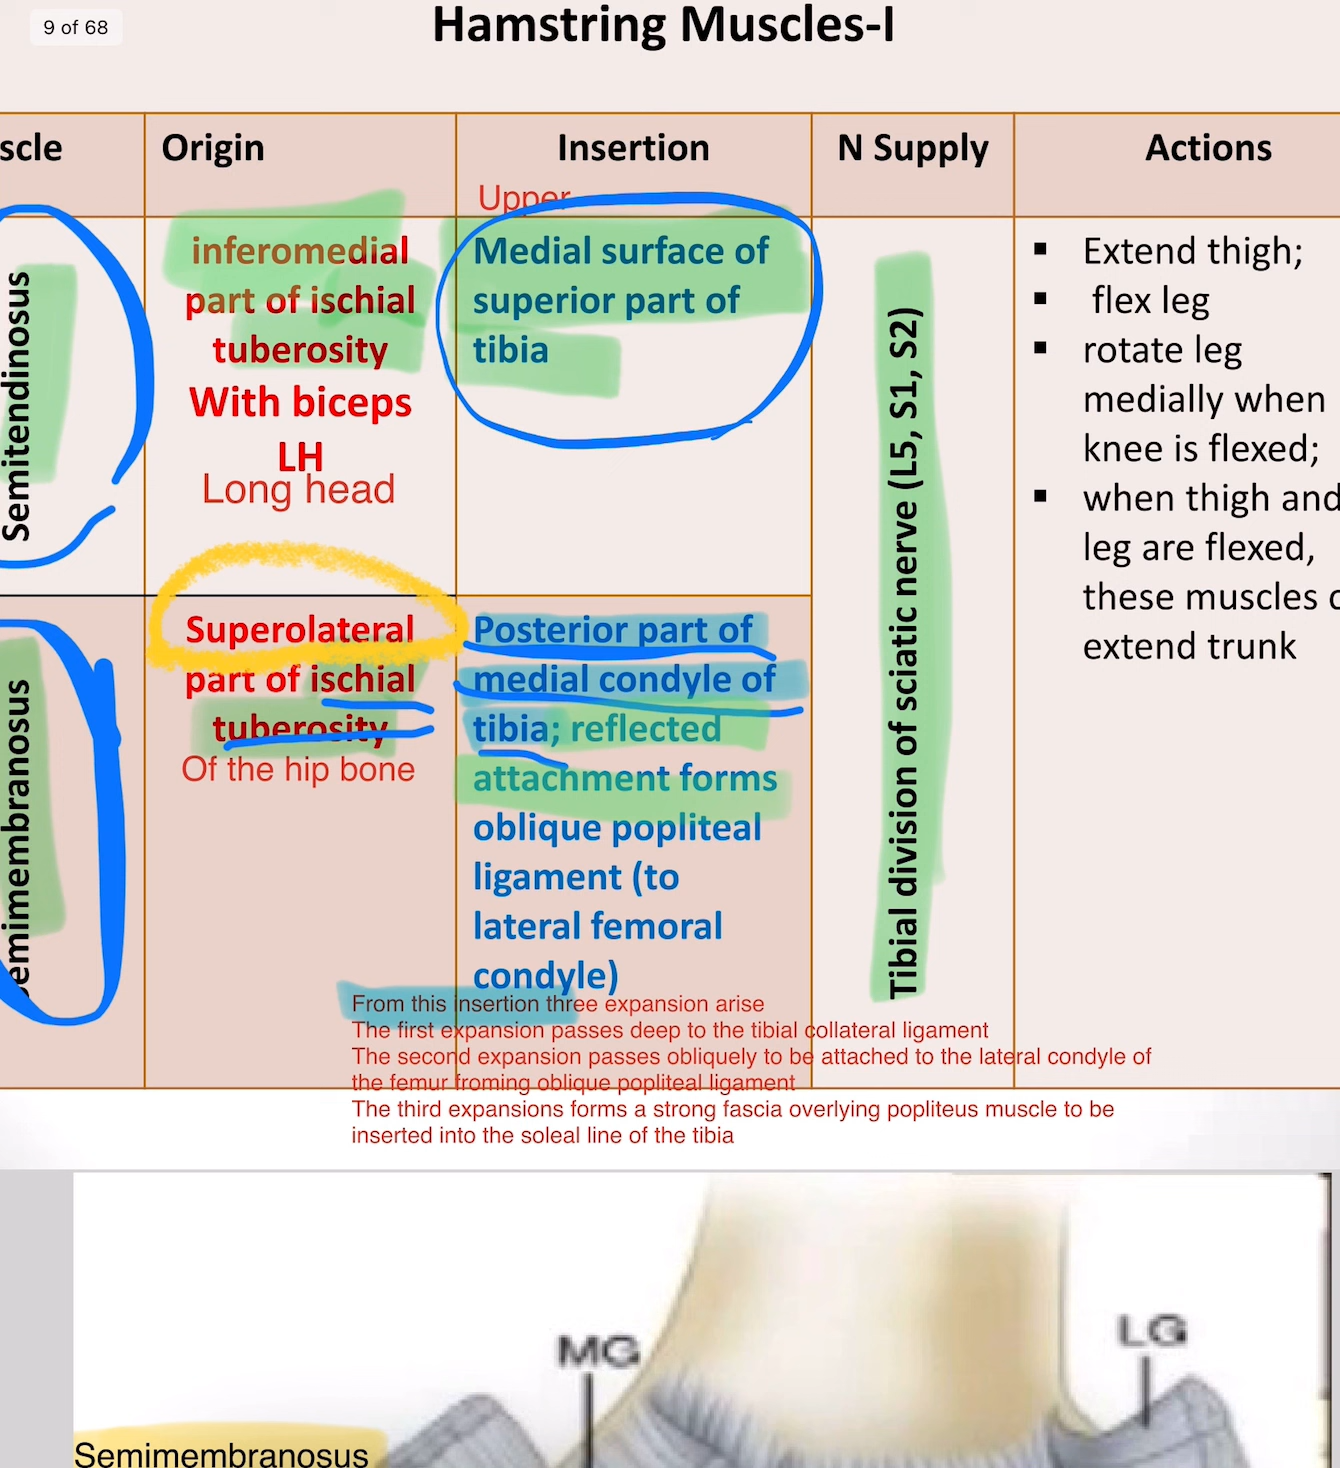 9 of 68
Hamstring Muscles-I
scle
Origin
Insertion
N Supply
Actions
Upper
Semitendinosus
inferomedial
part of ischial
tuberosity
With biceps
LH
Long head
Medial surface of
superior part of
tibia
Tibial division of sciatic nerve (L5, S1, S2)
▪ Extend thigh;
▪ flex leg
▪ rotate leg
medially when
knee is flexed;
▪ when thigh and
leg are flexed,
these muscles c
extend trunk
emimembranosus
Superolateral
part of ischial
tuberosity
Of the hip bone
Posterior part of
medial condyle of
tibia; reflected
attachment forms
oblique popliteal
ligament (to
lateral femoral
condyle)
From this insertion three expansion arise
The first expansion passes deep to the tibial collateral ligament
The second expansion passes obliquely to be attached to the lateral condyle of
the femur froming oblique popliteal ligament
The third expansions forms a strong fascia overlying popliteus muscle to be
inserted into the soleal line of the tibia
MG
LG
Semimembranosus